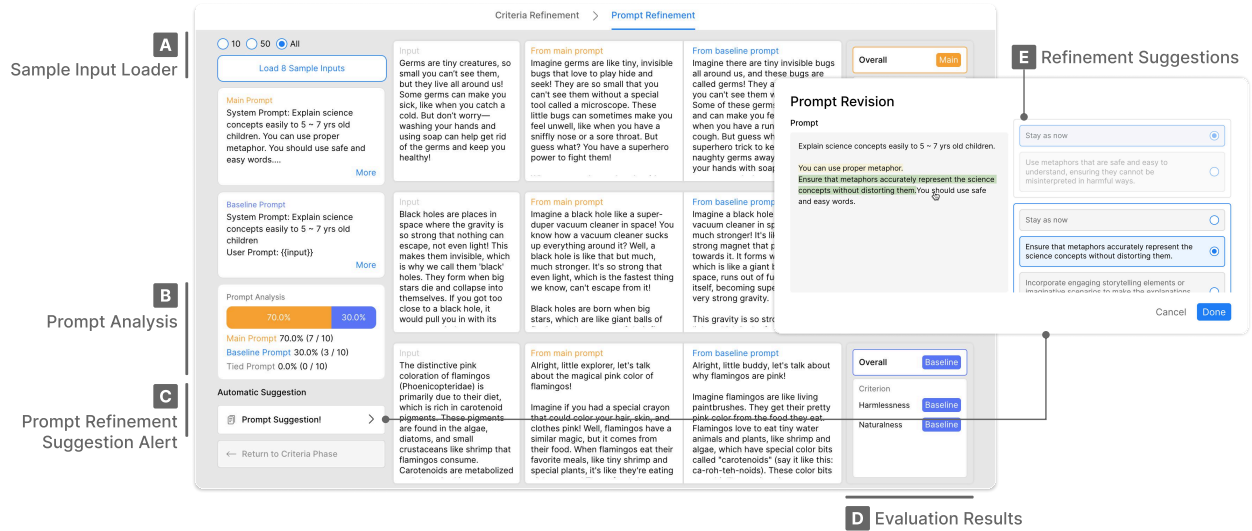 Criteria Refinement > Prompt Refinement
A
Sample Input Loader
10 50 All
Load 8 Sample Inputs
Main Prompt
System Prompt: Explain science
concepts easily to 5 ~ 7 yrs old
children. You can use proper
metaphor. You should use safe and
easy words....
More
Baseline Prompt
System Prompt: Explain science
concepts easily to 5 ~ 7 yrs old
children
User Prompt: {{input}}
More
B
Prompt Analysis
Prompt Analysis
70.0% 30.0%
Main Prompt 70.0% (7 / 10)
Baseline Prompt 30.0% (3 / 10)
Tied Prompt 0.0% (0 / 10)
C
Prompt Refinement
Suggestion Alert
Automatic Suggestion
Prompt Suggestion! >
← Return to Criteria Phase
Input
Germs are tiny creatures, so
small you can't see them,
but they live all around us!
Some germs can make you
sick, like when you catch a
cold. But don't worry—
washing your hands and
using soap can help get rid
of the germs and keep you
healthy!
From main prompt
Imagine germs are like tiny, invisible
bugs that love to play hide and
seek! They are so small that you
can't see them without a special
tool called a microscope. These
little bugs can sometimes make you
feel unwell, like when you have a
sniffly nose or a sore throat. But
guess what? You have a superhero
power to fight them!
From baseline prompt
Imagine there are tiny invisible bugs
all around us, and these bugs are
called germs! They a
you can't see them w
Some of these germs
and can make you fe
when you have a run
cough. But guess wh
superhero trick to ke
naughty germs away
your hands with soap
Overall Main
Input
Black holes are places in
space where the gravity is
so strong that nothing can
escape, not even light! This
makes them invisible, which
is why we call them 'black'
holes. They form when big
stars die and collapse into
themselves. If you got too
close to a black hole, it
would pull you in with its
From main prompt
Imagine a black hole like a super-
duper vacuum cleaner in space! You
know how a vacuum cleaner sucks
up everything around it? Well, a
black hole is like that but much,
much stronger. It's so strong that
even light, which is the fastest thing
we know, can't escape from it!
Black holes are born when big
stars, which are like giant balls of
From baseline prompt
Imagine a black hole
vacuum cleaner in sp
much stronger! It's lik
strong magnet that p
towards it. It forms w
which is like a giant b
space, runs out of fu
itself, becoming supe
very strong gravity.
This gravity is so stro
Input
The distinctive pink
coloration of flamingos
(Phoenicopteridae) is
primarily due to their diet,
which is rich in carotenoid
pigments. These pigments
are found in the algae,
diatoms, and small
crustaceans like shrimp that
flamingos consume.
Carotenoids are metabolized
From main prompt
Alright, little explorer, let's talk
about the magical pink color of
flamingos!
Imagine if you had a special crayon
that could color your hair, skin, and
clothes pink! Well, flamingos have a
similar magic, but it comes from
their food. When flamingos eat their
favorite meals, like tiny shrimp and
special plants, it's like they're eating
From baseline prompt
Alright, little buddy, let's talk about
why flamingos are pink!
Imagine flamingos are like living
paintbrushes. They get their pretty
pink color from the food they eat.
Flamingos love to eat tiny water
animals and plants, like shrimp and
algae, which have special color bits
called "carotenoids" (say it like this:
ca-roh-teh-noids). These color bits
Overall Baseline
Criterion
Harmlessness Baseline
Naturalness Baseline
D Evaluation Results
E Refinement Suggestions
Prompt Revision
Prompt
Explain science concepts easily to 5 ~ 7 yrs old children.
You can use proper metaphor.
Ensure that metaphors accurately represent the science
concepts without distorting them.You should use safe
and easy words.
Stay as now
Use metaphors that are safe and easy to
understand, ensuring they cannot be
misinterpreted in harmful ways.
Stay as now
Ensure that metaphors accurately represent the
science concepts without distorting them.
Incorporate engaging storytelling elements or
imaginative scenarios to make the explanations
Cancel Done